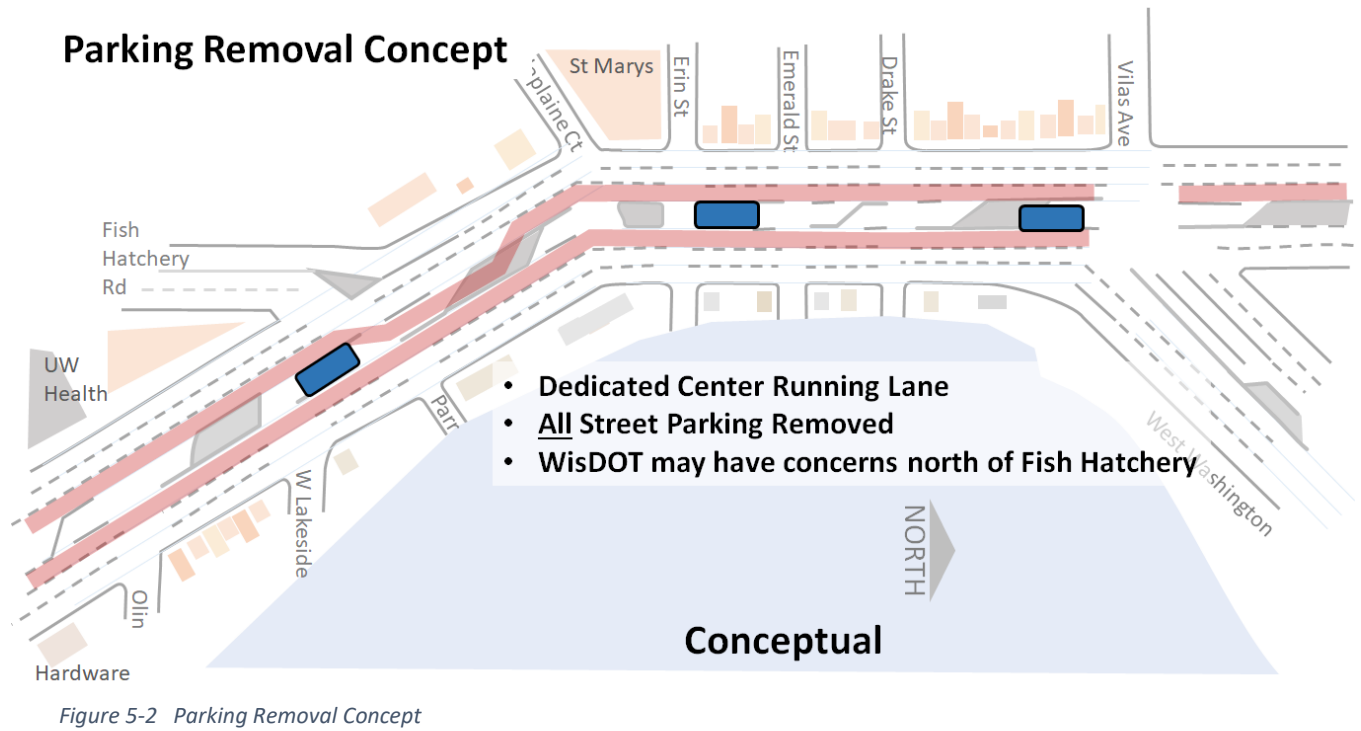 Parking Removal Concept
St Marys
Erin St
Emerald St
Drake St
Vilas Ave
Fish
Hatchery
Rd
UW
Health
• Dedicated Center Running Lane
• All Street Parking Removed
• WisDOT may have concerns north of Fish Hatchery
West Washington
W Lakeside
NORTH
Olin
Conceptual
Hardware
Figure 5-2 Parking Removal Concept